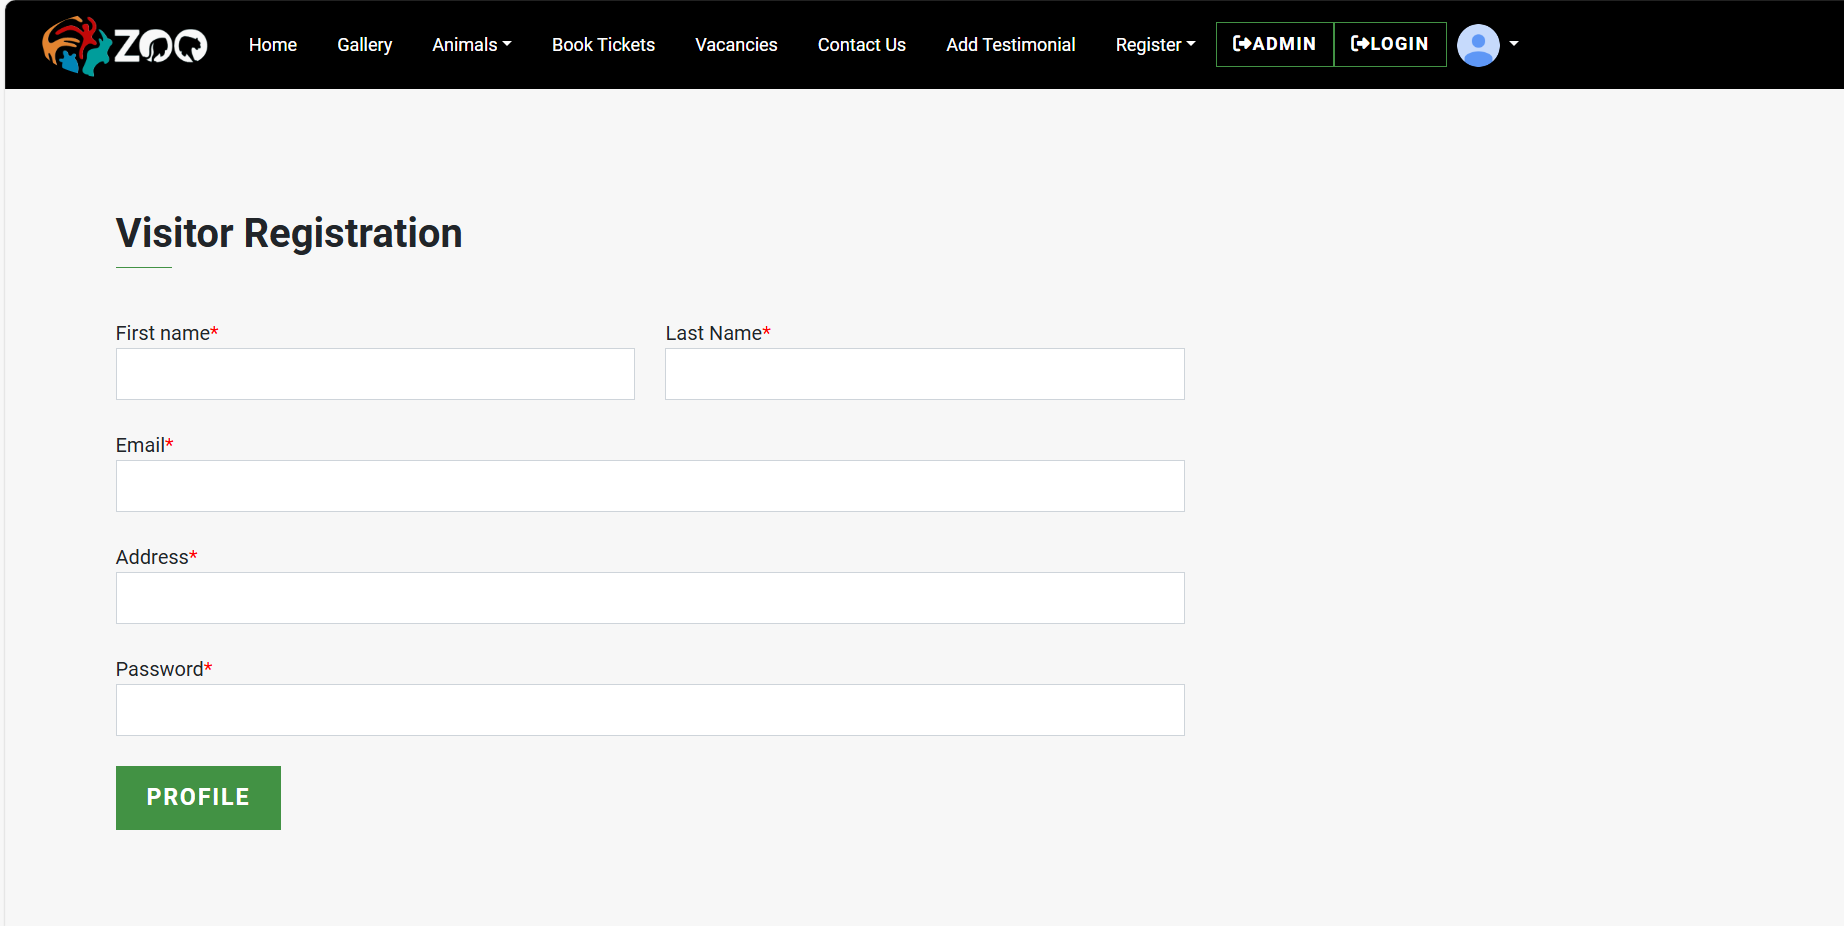 ZOO Home Gallery Animals Book Tickets Vacancies Contact Us Add Testimonial Register ADMIN LOGIN
Visitor Registration
First name* Last Name*
Email*
Address*
Password*
PROFILE